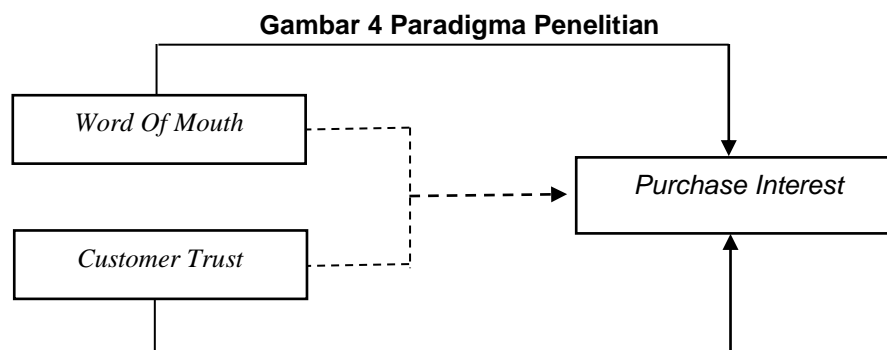 Gambar 4 Paradigma Penelitian
Word Of Mouth
Purchase Interest
Customer Trust